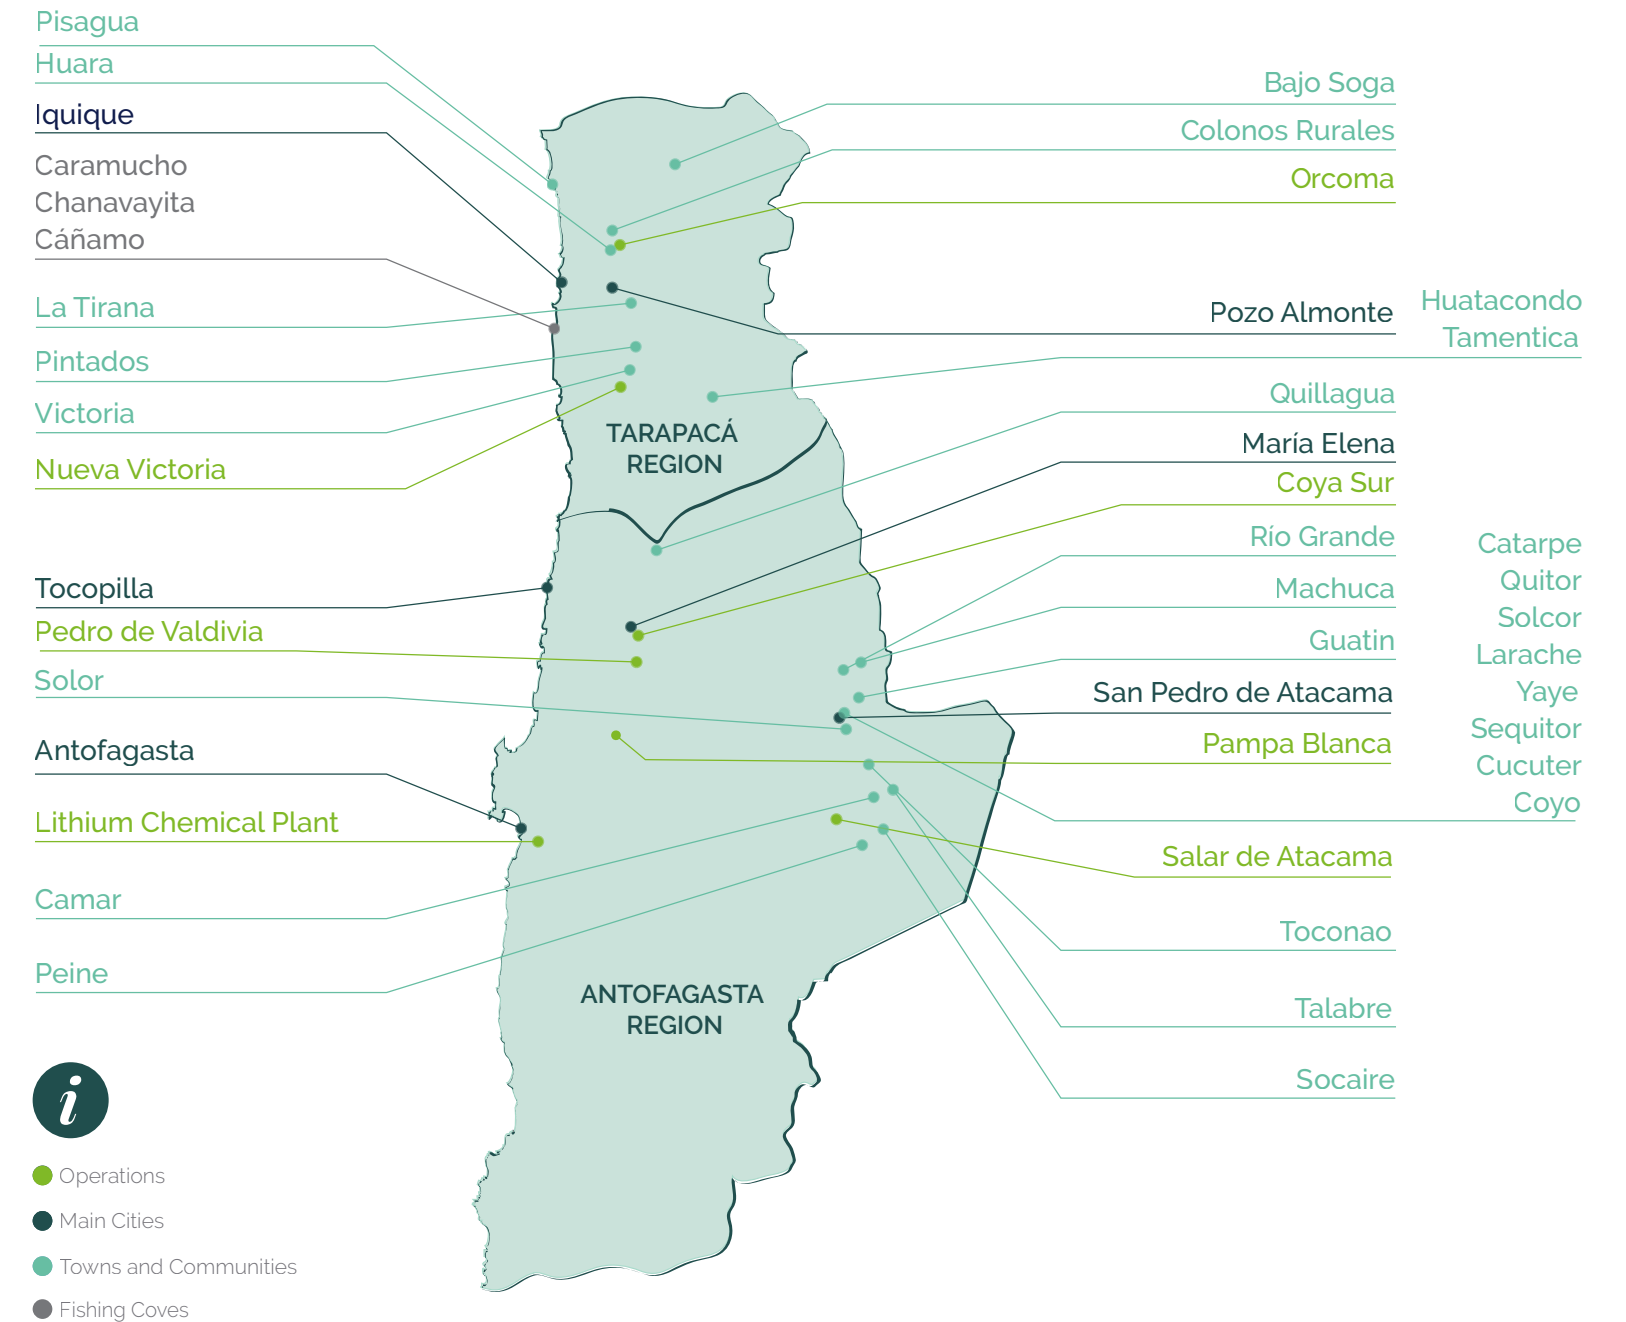 Pisagua
Huara
Iquique
Caramucho
Chanavayita
Cáñamo
La Tirana
Pintados
Victoria
Nueva Victoria
Tocopilla
Pedro de Valdivia
Solor
Antofagasta
Lithium Chemical Plant
Camar
Peine
TARAPACÁ
REGION
ANTOFAGASTA
REGION
Bajo Soga
Colonos Rurales
Orcoma
Pozo Almonte
Huatacondo
Tamentica
Quillagua
María Elena
Coya Sur
Río Grande
Machuca
Guatin
San Pedro de Atacama
Pampa Blanca
Catarpe
Quitor
Solcor
Larache
Yaye
Sequitor
Cucuter
Coyo
Salar de Atacama
Toconao
Talabre
Socaire
i
Operations
Main Cities
Towns and Communities
Fishing Coves